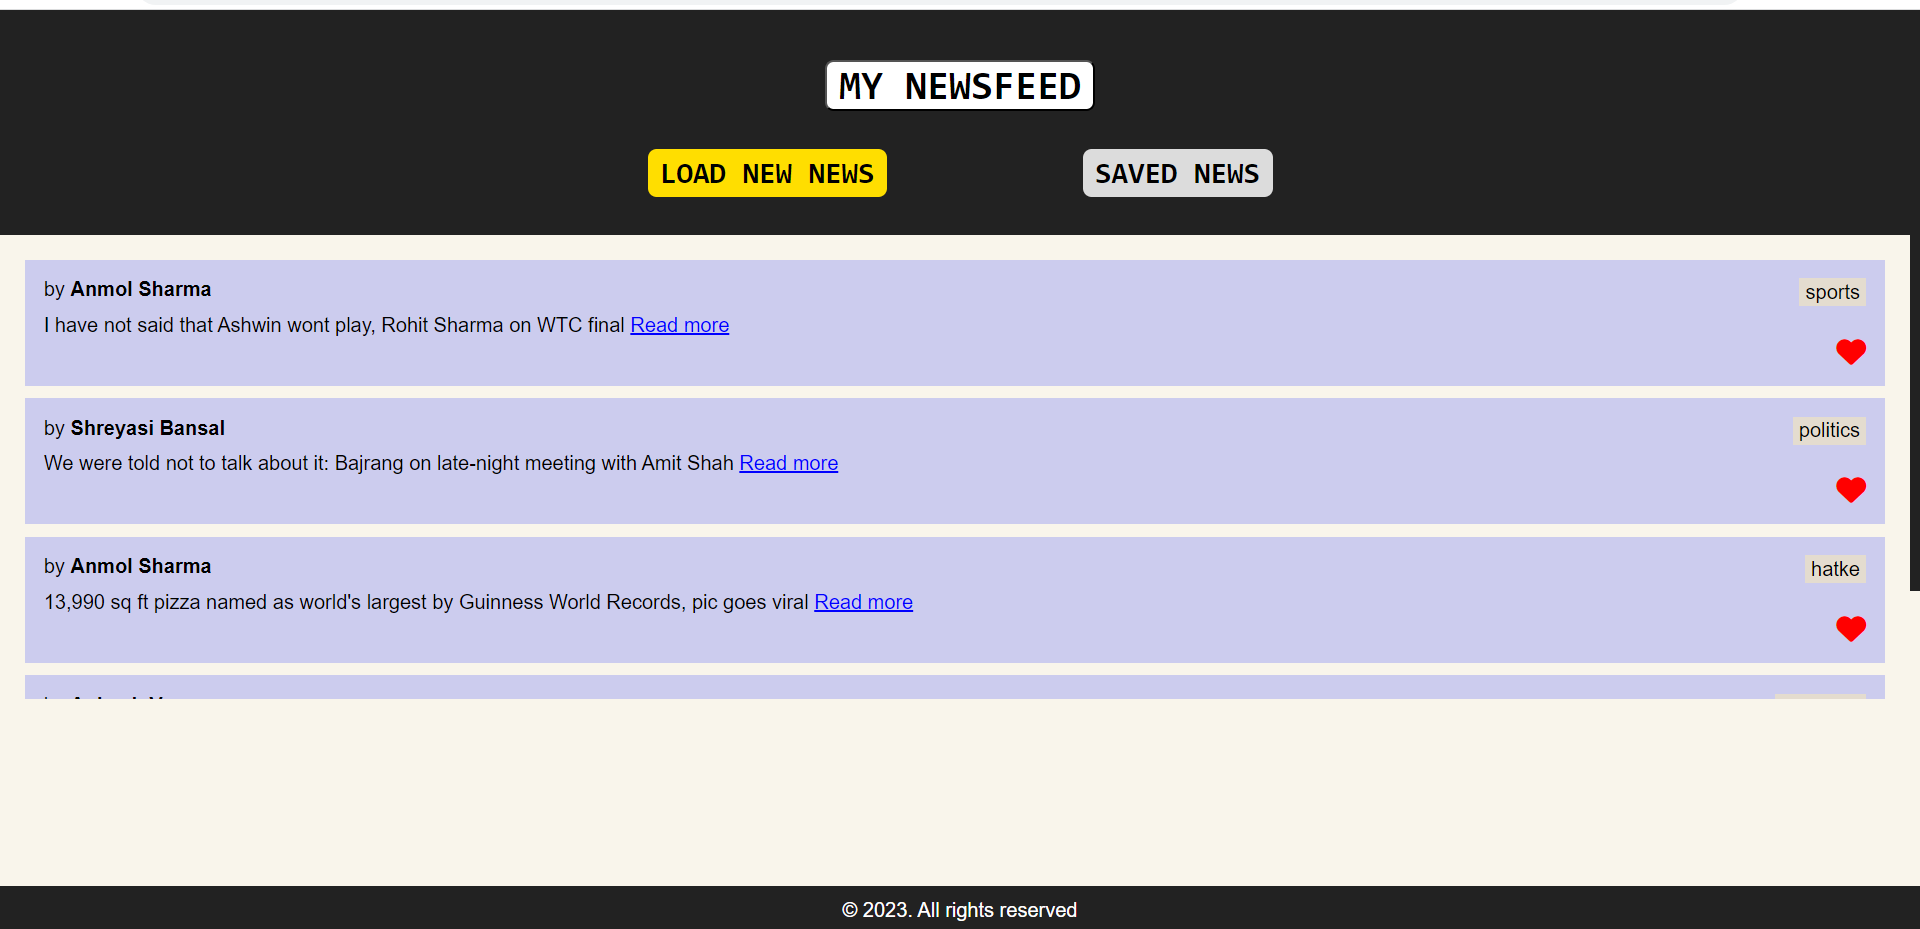 MY NEWSFEED
LOAD NEW NEWS
SAVED NEWS
by Anmol Sharma
sports
I have not said that Ashwin wont play, Rohit Sharma on WTC final Read more
by Shreyasi Bansal
politics
We were told not to talk about it: Bajrang on late-night meeting with Amit Shah Read more
by Anmol Sharma
hatke
13,990 sq ft pizza named as world's largest by Guinness World Records, pic goes viral Read more
© 2023. All rights reserved